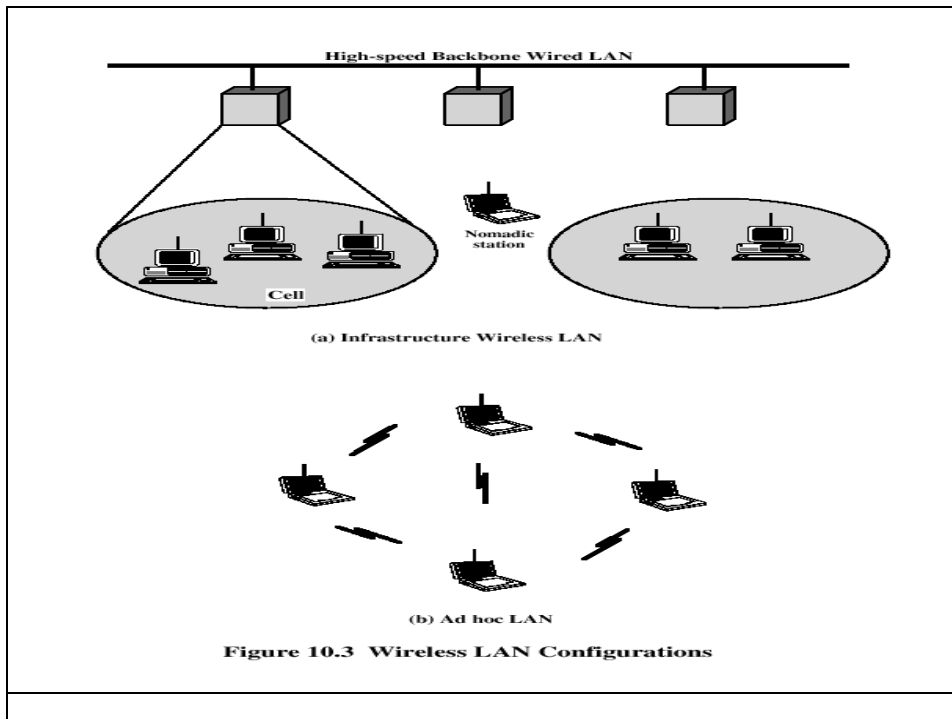 High-speed Backbone Wired LAN
Nomadic
station
Cell
(a) Infrastructure Wireless LAN
(b) Ad hoc LAN
Figure 10.3 Wireless LAN Configurations